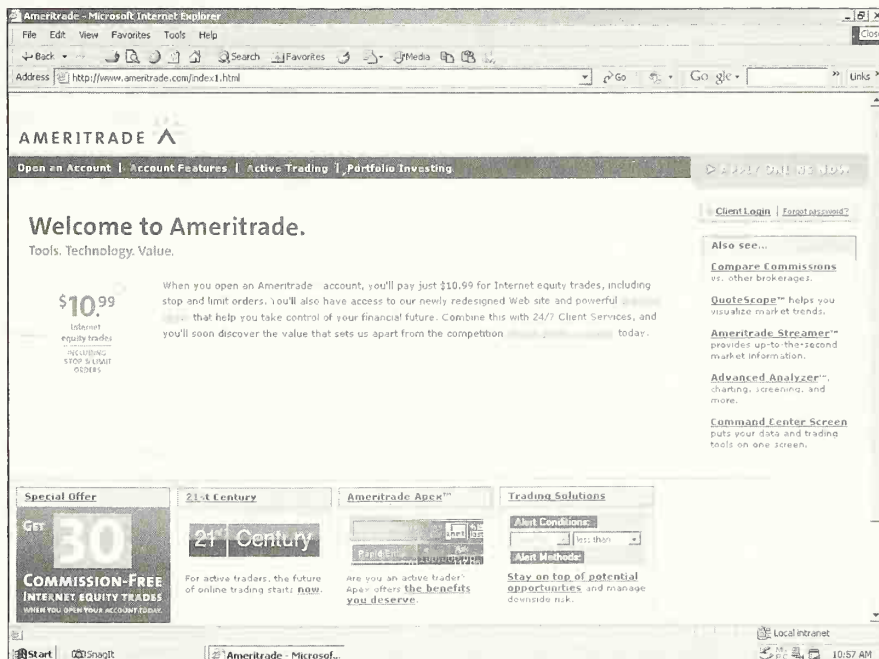 Ameritrade - Microsoft Internet Explorer
File Edit View Favorites Tools Help
Close
Back Search Favorites Media
Address http://www.ameritrade.com/index1.html Go Google Links
AMERITRADE
Open an Account | Account Features | Active Trading | Portfolio Investing
APPLY ONLINE NOW
Client Login | Forgot password?
Welcome to Ameritrade.
Tools. Technology. Value.
$10.99
Internet
equity trades
INCLUDING
STOP & LIMIT
ORDERS
When you open an Ameritrade account, you'll pay just $10.99 for Internet equity trades, including
stop and limit orders. You'll also have access to our newly redesigned Web site and powerful
that help you take control of your financial future. Combine this with 24/7 Client Services, and
you'll soon discover the value that sets us apart from the competition today.
Also see...
Compare Commissions
vs. other brokerages.
QuoteScope™ helps you
visualize market trends.
Ameritrade Streamer™
provides up-to-the-second
market information.
Advanced Analyzer™,
charting, screening, and
more.
Command Center Screen
puts your data and trading
tools on one screen.
Special Offer
GET
30
COMMISSION-FREE
INTERNET EQUITY TRADES
WHEN YOU OPEN YOUR ACCOUNT TODAY.
21st Century
21st Century
For active traders, the future
of online trading starts now.
Ameritrade Apex™
Are you an active trader?
Apex offers the benefits
you deserve.
Trading Solutions
Alert Conditions:
less than
Alert Methods:
Stay on top of potential
opportunities and manage
downside risk.
Local intranet
Start SnagIt Ameritrade - Microsof... 10:57 AM